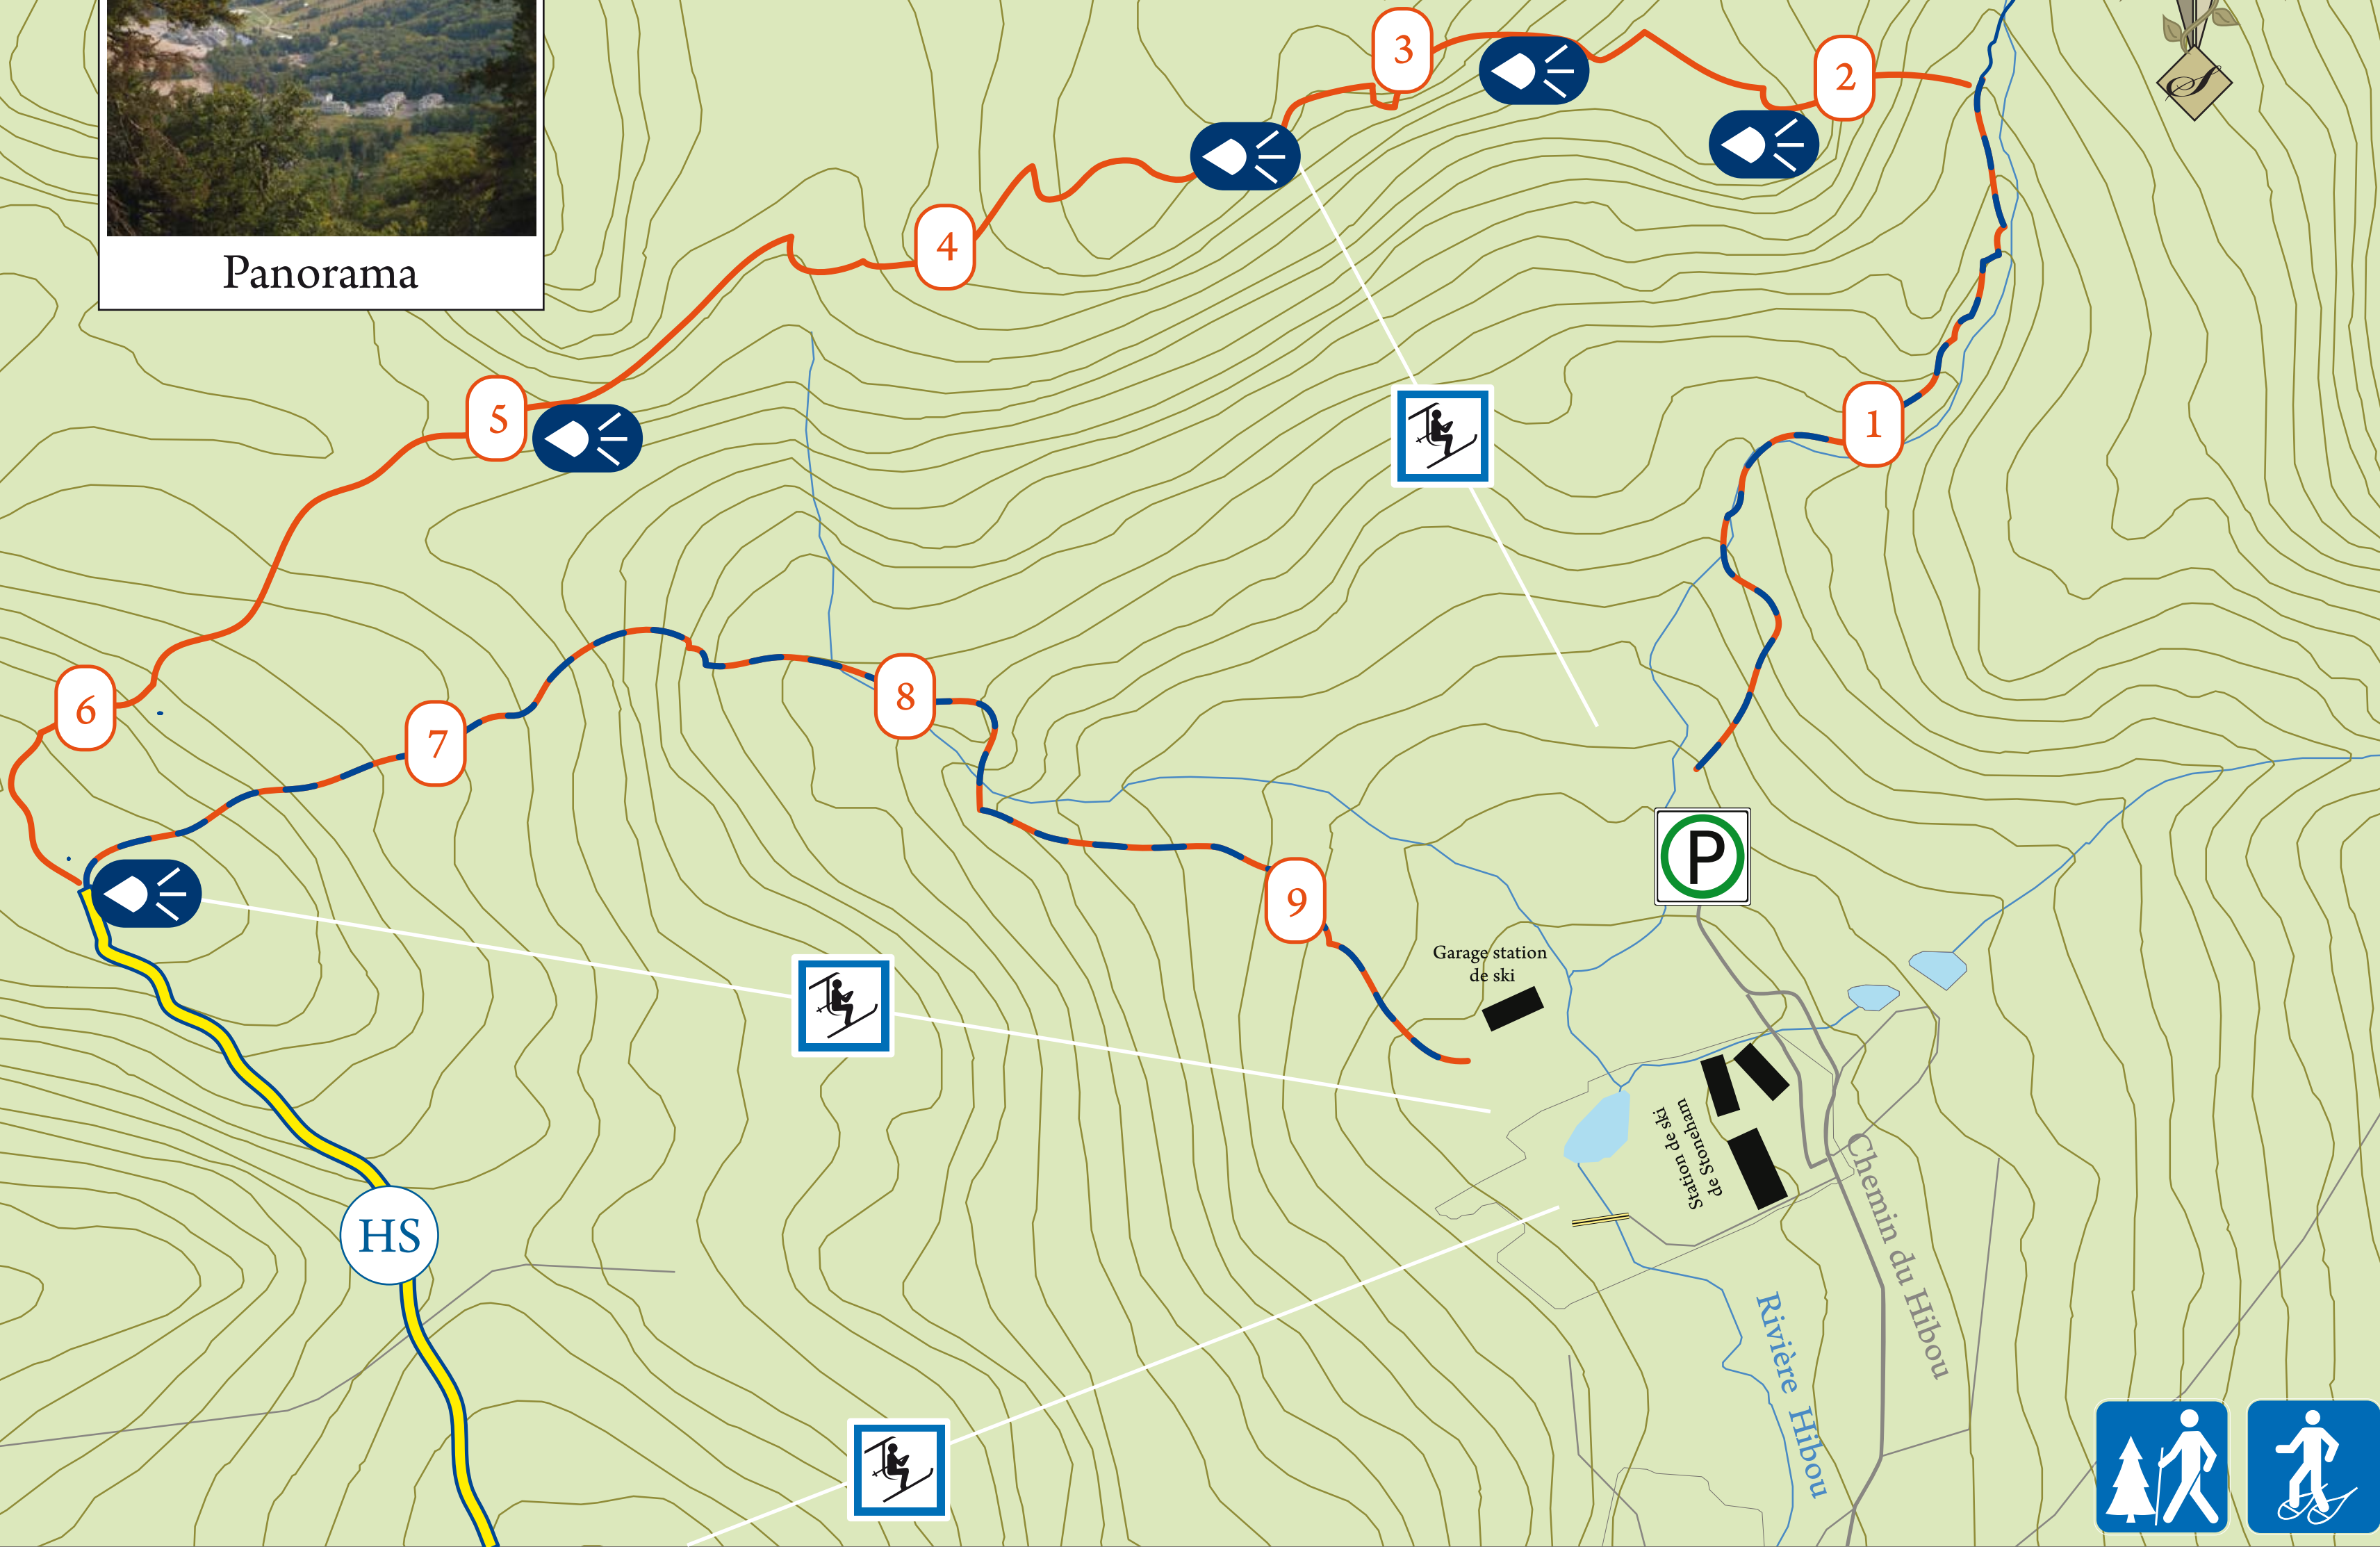 Panorama
3
2
4
1
5
6
7
8
9
P
Garage station
de ski
Station de ski
de Stoneham
HS
Chemin du Hibou
Rivière Hibou
S